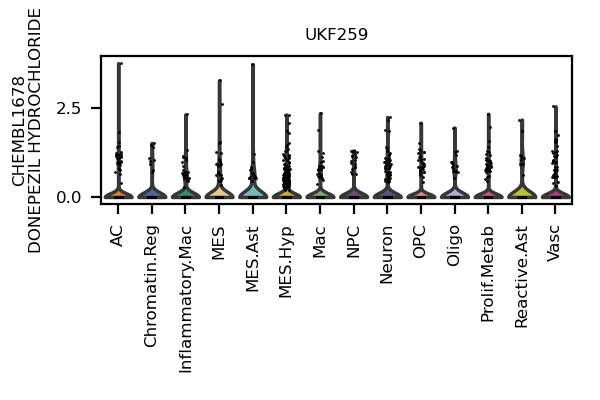 UKF259
CHEMBL1678
DONEPEZIL HYDROCHLORIDE
2.5
0.0
AC
Chromatin.Reg
Inflammatory.Mac
MES
MES.Ast
MES.Hyp
Mac
NPC
Neuron
OPC
Oligo
Prolif.Metab
Reactive.Ast
Vasc